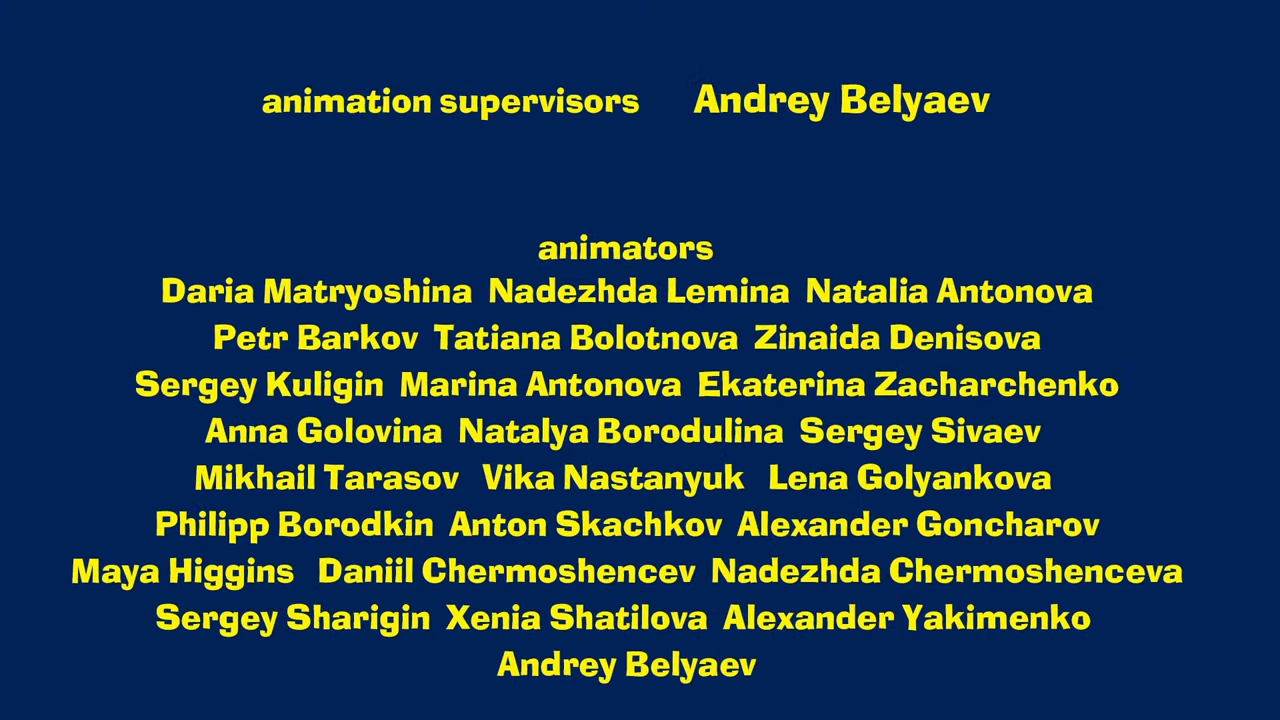 animation supervisors Andrey Belyaev
animators
Daria Matryoshina Nadezhda Lemina Natalia Antonova
Petr Barkov Tatiana Bolotnova Zinaida Denisova
Sergey Kuligin Marina Antonova Ekaterina Zacharchenko
Anna Golovina Natalya Borodulina Sergey Sivaev
Mikhail Tarasov Vika Nastanyuk Lena Golyankova
Philipp Borodkin Anton Skachkov Alexander Goncharov
Maya Higgins Daniil Chermoshencev Nadezhda Chermoshenceva
Sergey Sharigin Xenia Shatilova Alexander Yakimenko
Andrey Belyaev